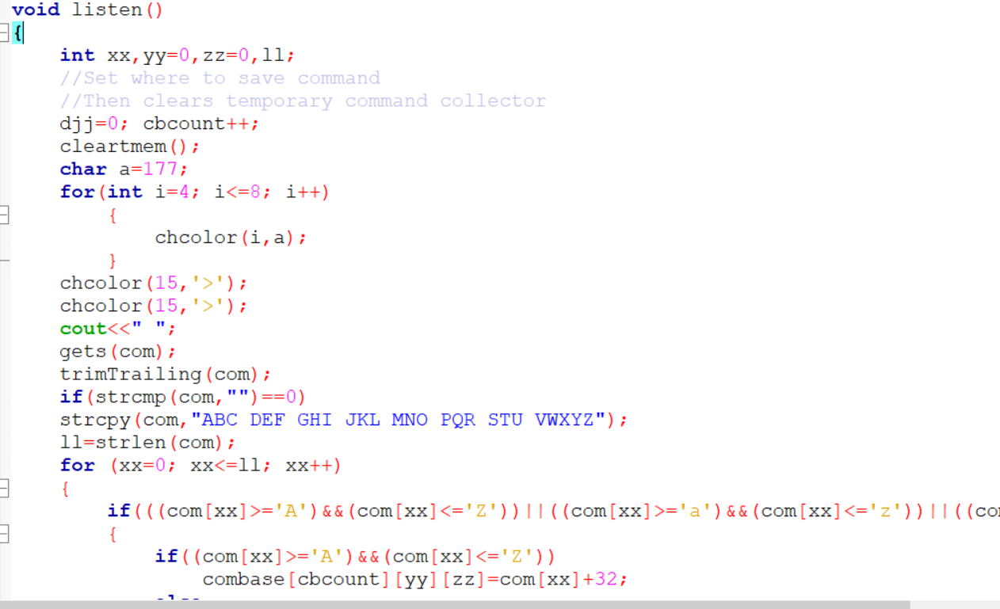 void listen()
{
    int xx,yy=0,zz=0,ll;
    //Set where to save command
    //Then clears temporary command collector
    djj=0; cbcount++;
    cleartmem();
    char a=177;
    for(int i=4; i<=8; i++)
        {
            chcolor(i,a);
        }
    chcolor(15,'>');
    chcolor(15,'>');
    cout<<" ";
    gets(com);
    trimTrailing(com);
    if(strcmp(com,"")==0)
    strcpy(com,"ABC DEF GHI JKL MNO PQR STU VWXYZ");
    ll=strlen(com);
    for (xx=0; xx<=ll; xx++)
    {
        if(((com[xx]>='A')&&(com[xx]<='Z'))||((com[xx]>='a')&&(com[xx]<='z'))||((co
        {
            if((com[xx]>='A')&&(com[xx]<='Z'))
                combase[cbcount][yy][zz]=com[xx]+32;